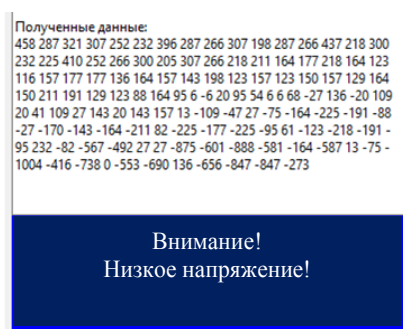 Полученные данные:
458 287 321 307 252 232 396 287 266 307 198 287 266 437 218 300
232 225 410 252 266 300 205 307 266 218 211 164 177 218 164 123
116 157 177 177 136 164 157 143 198 123 157 123 150 157 129 164
150 211 191 129 123 88 164 95 6 -6 20 95 54 6 6 68 -27 136 -20 109
20 41 109 27 143 20 143 157 13 -109 -47 27 -75 -164 -225 -191 -88
-27 -170 -143 -164 -211 82 -225 -177 -225 -95 61 -123 -218 -191 -
95 232 -82 -567 -492 27 27 -875 -601 -888 -581 -164 -587 13 -75 -
1004 -416 -738 0 -553 -690 136 -656 -847 -847 -273
Внимание!
Низкое напряжение!